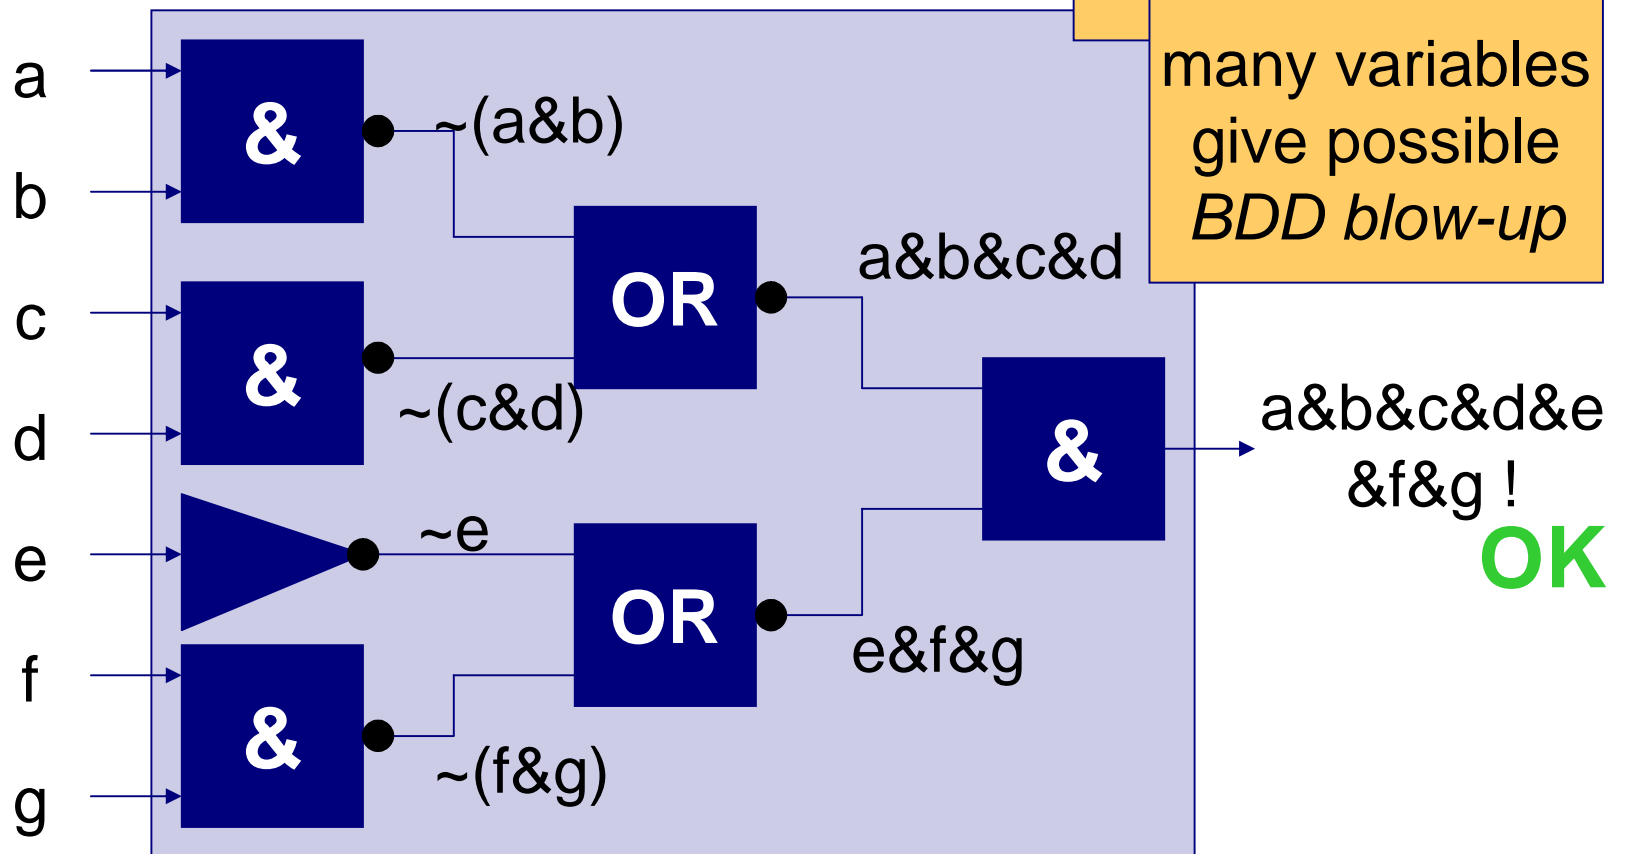 many variables
give possible
BDD blow-up
a
&
~(a&b)
b
OR
a&b&c&d
c
&
~(c&d)
d
&
a&b&c&d&e
&f&g !
OK
e
~e
OR
e&f&g
f
&
~(f&g)
g